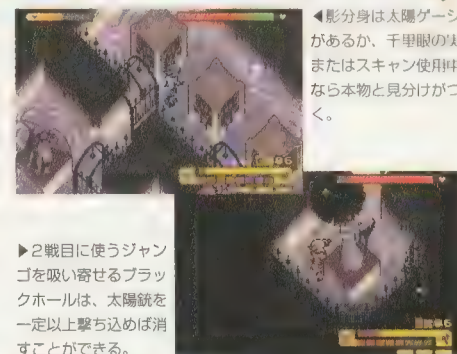 ◀影分身は太陽ゲージ
があるか、千里眼の実
またはスキャン使用中
なら本物と見分けがつ
く。
▶2戦目に使うジャン
ゴを吸い寄せるブラッ
クホールは、太陽銃を
一定以上撃ち込めば消
すことができる。